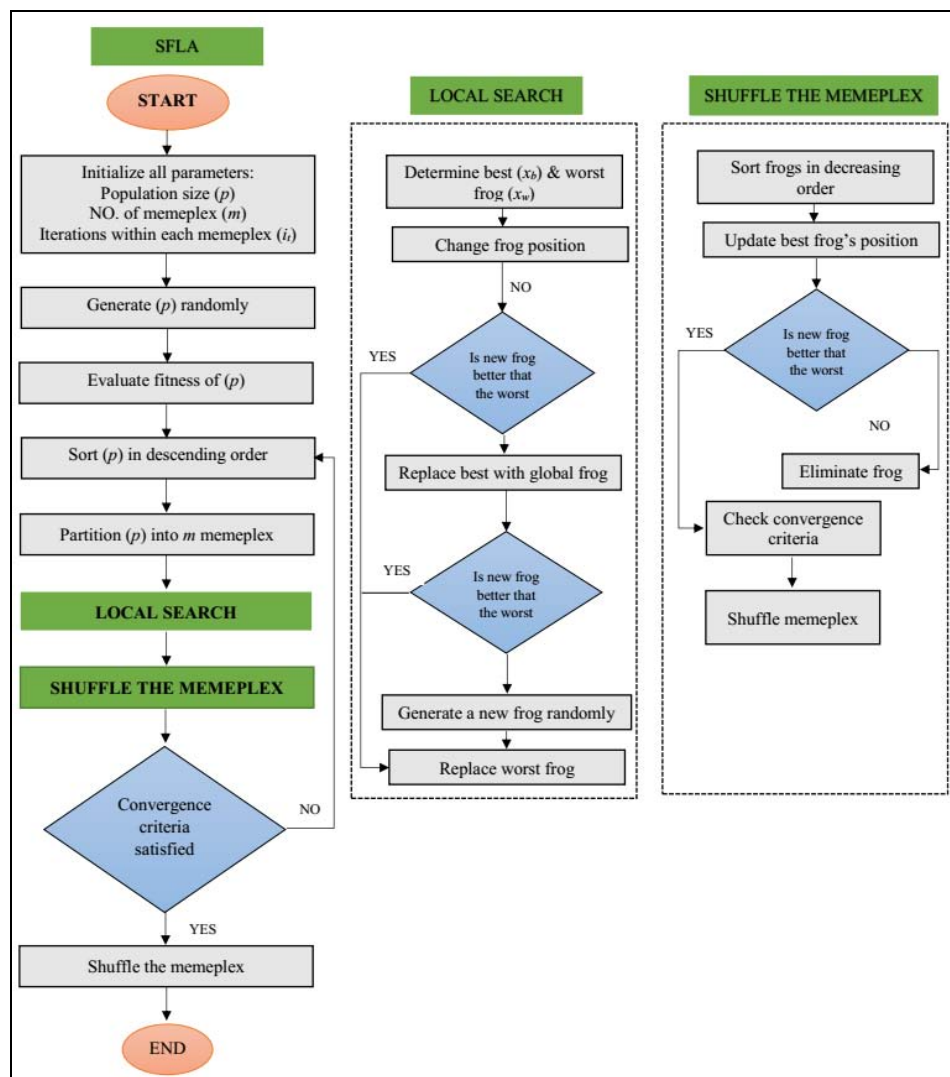 SFLA
START
Initialize all parameters:
Population size (p)
NO. of memeplex (m)
Iterations within each memeplex (iₜ)
Generate (p) randomly
Evaluate fitness of (p)
Sort (p) in descending order
Partition (p) into m memeplex
LOCAL SEARCH
SHUFFLE THE MEMEPLEX
Convergence
criteria
satisfied
NO
YES
Shuffle the memeplex
END
LOCAL SEARCH
Determine best (x_b) & worst
frog (x_w)
Change frog position
NO
YES
Is new frog
better that
the worst
Replace best with global frog
YES
Is new frog
better that
the worst
Generate a new frog randomly
Replace worst frog
SHUFFLE THE MEMEPLEX
Sort frogs in decreasing
order
Update best frog's position
YES
Is new frog
better that
the worst
NO
Eliminate frog
Check convergence
criteria
Shuffle memeplex